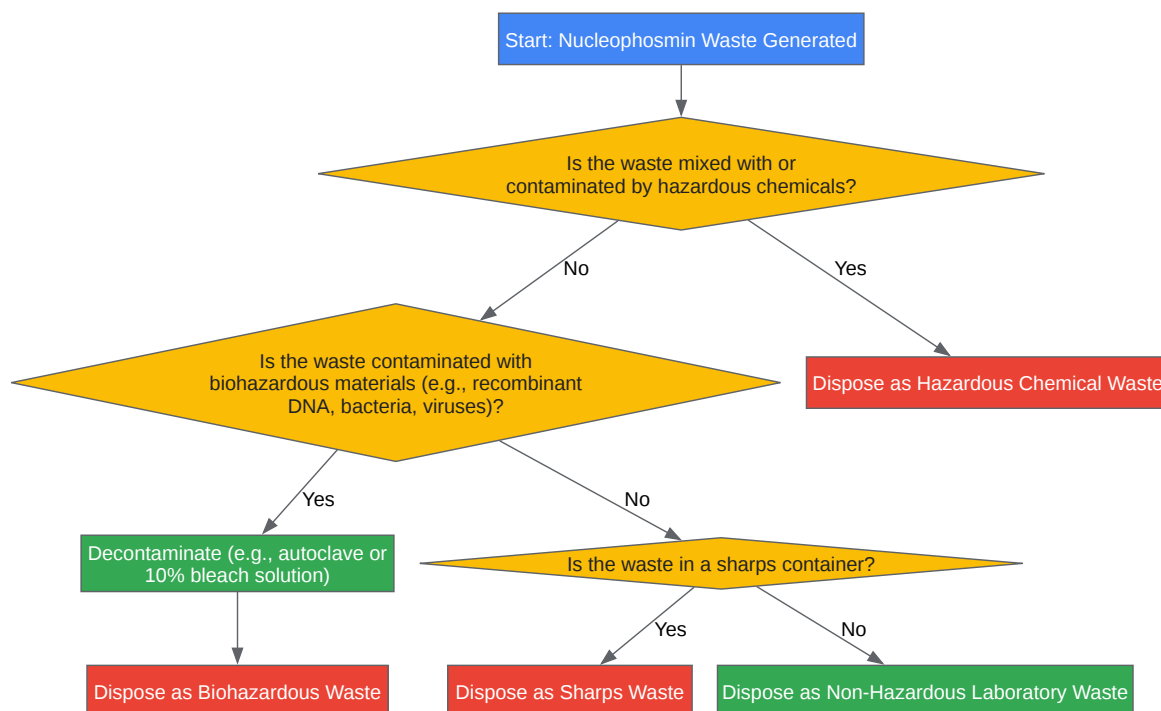 Start: Nucleophosmin Waste Generated
Is the waste mixed with or
contaminated by hazardous chemicals?
No
Yes
Is the waste contaminated with
biohazardous materials (e.g., recombinant
DNA, bacteria, viruses)?
Dispose as Hazardous Chemical Waste
Yes
No
Decontaminate (e.g., autoclave or
10% bleach solution)
Is the waste in a sharps container?
Yes
No
Dispose as Biohazardous Waste
Dispose as Sharps Waste
Dispose as Non-Hazardous Laboratory Waste